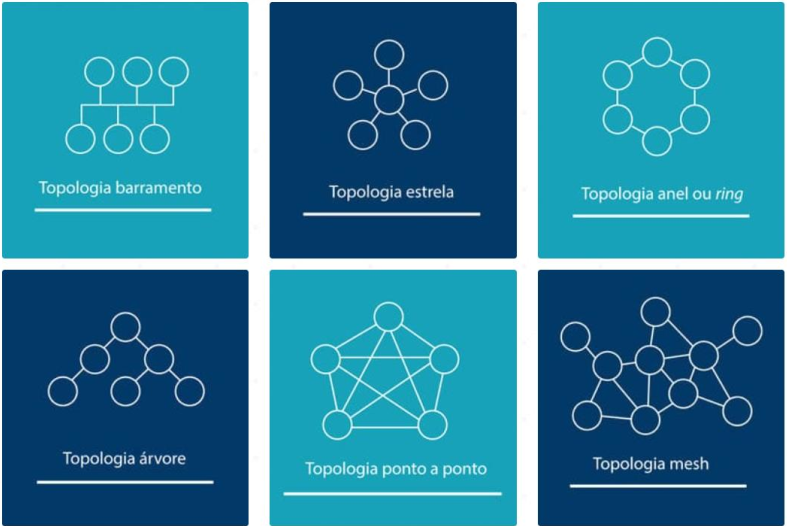 Topologia barramento
Topologia estrela
Topologia anel ou ring
Topologia árvore
Topologia ponto a ponto
Topologia mesh